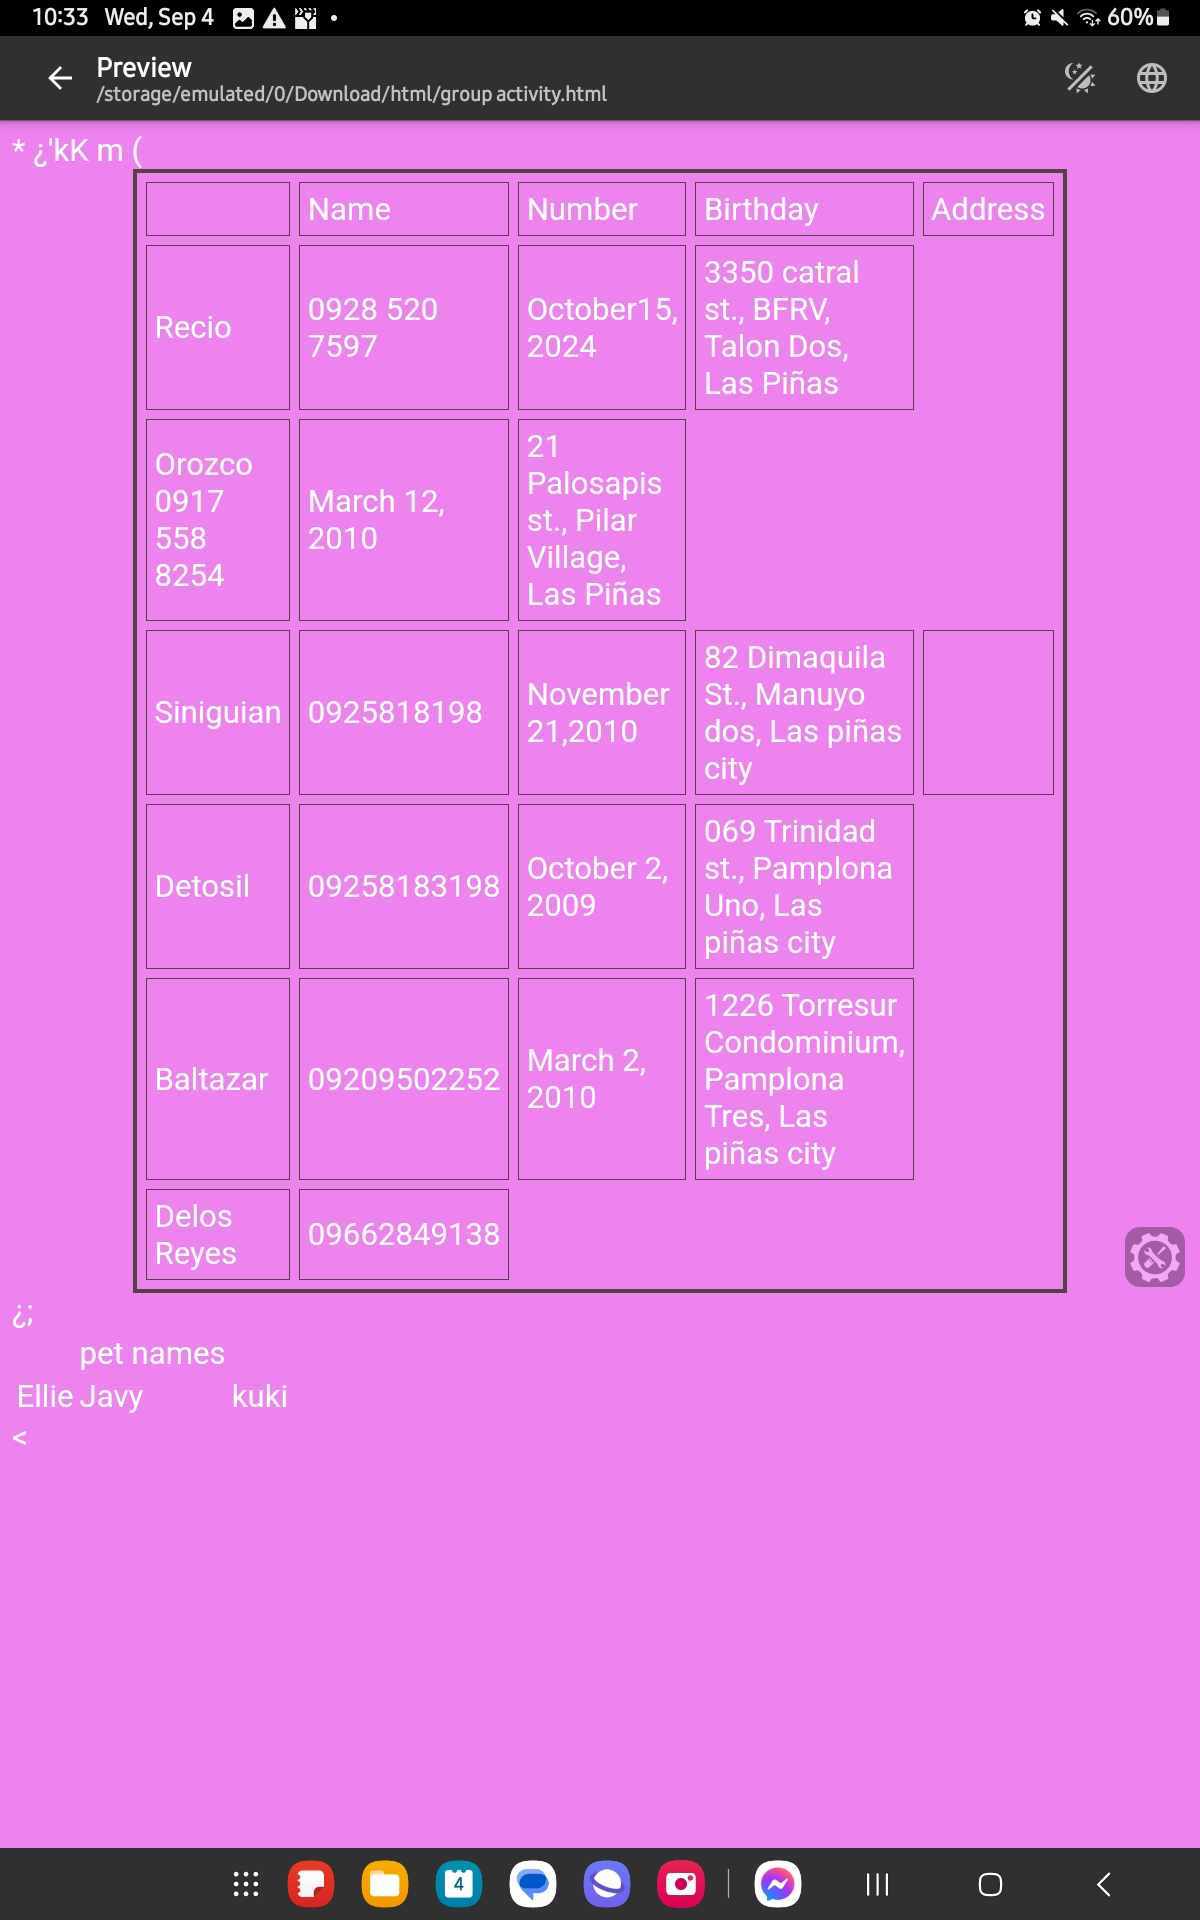 10:33 Wed, Sep 4
60%
Preview
/storage/emulated/0/Download/html/group activity.html
* ¿'kK m (
Name Number Birthday Address
Recio
0928 520
7597
October15,
2024
3350 catral
st., BFRV,
Talon Dos,
Las Piñas
Orozco
0917
558
8254
March 12,
2010
21
Palosapis
st., Pilar
Village,
Las Piñas
Siniguian
0925818198
November
21,2010
82 Dimaquila
St., Manuyo
dos, Las piñas
city
Detosil
09258183198
October 2,
2009
069 Trinidad
st., Pamplona
Uno, Las
piñas city
Baltazar
09209502252
March 2,
2010
1226 Torresur
Condominium,
Pamplona
Tres, Las
piñas city
Delos
Reyes
09662849138
¿;
pet names
Ellie Javy kuki
<
4